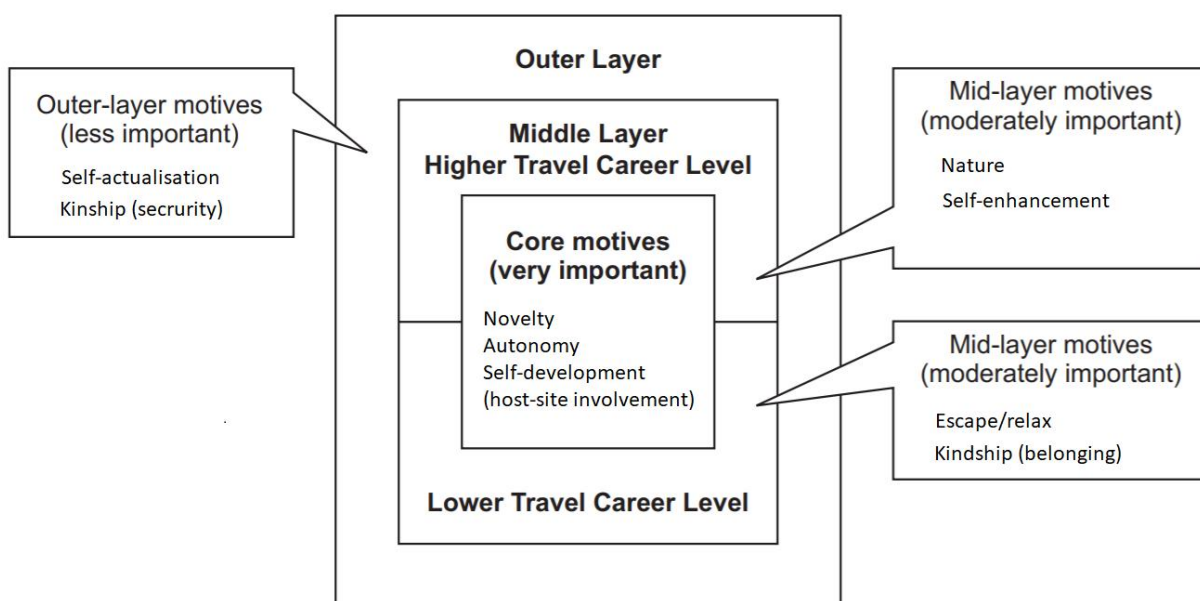 Outer Layer
Outer-layer motives
(less important)
Self-actualisation
Kinship (secrurity)
Middle Layer
Higher Travel Career Level
Mid-layer motives
(moderately important)
Nature
Self-enhancement
Core motives
(very important)
Novelty
Autonomy
Self-development
(host-site involvement)
Mid-layer motives
(moderately important)
Escape/relax
Kindship (belonging)
Lower Travel Career Level